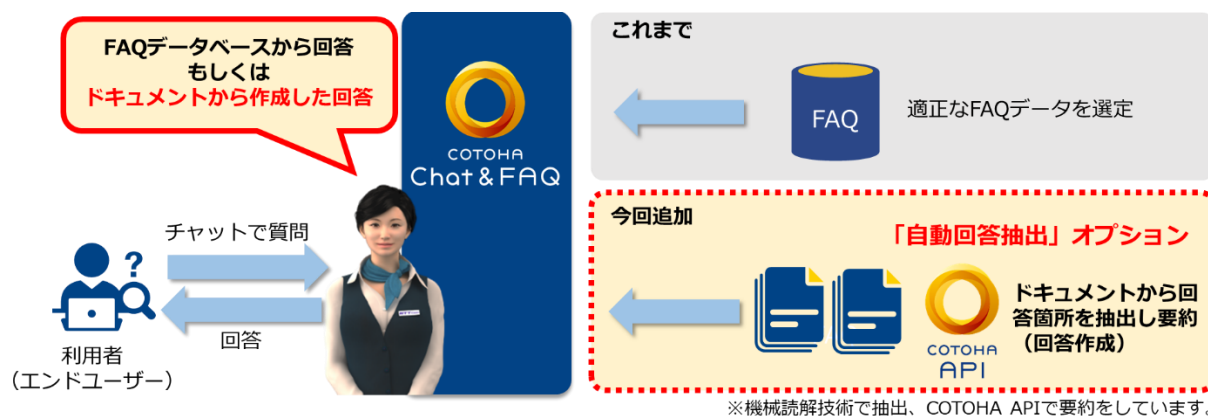 FAQデータベースから回答
もしくは
ドキュメントから作成した回答
COTOHA
Chat & FAQ
チャットで質問
?
回答
利用者
(エンドユーザー)
これまで
FAQ
適正なFAQデータを選定
今回追加
「自動回答抽出」オプション
COTOHA
API
ドキュメントから回
答箇所を抽出し要約
(回答作成)
※機械読解技術で抽出、COTOHA APIで要約をしています。